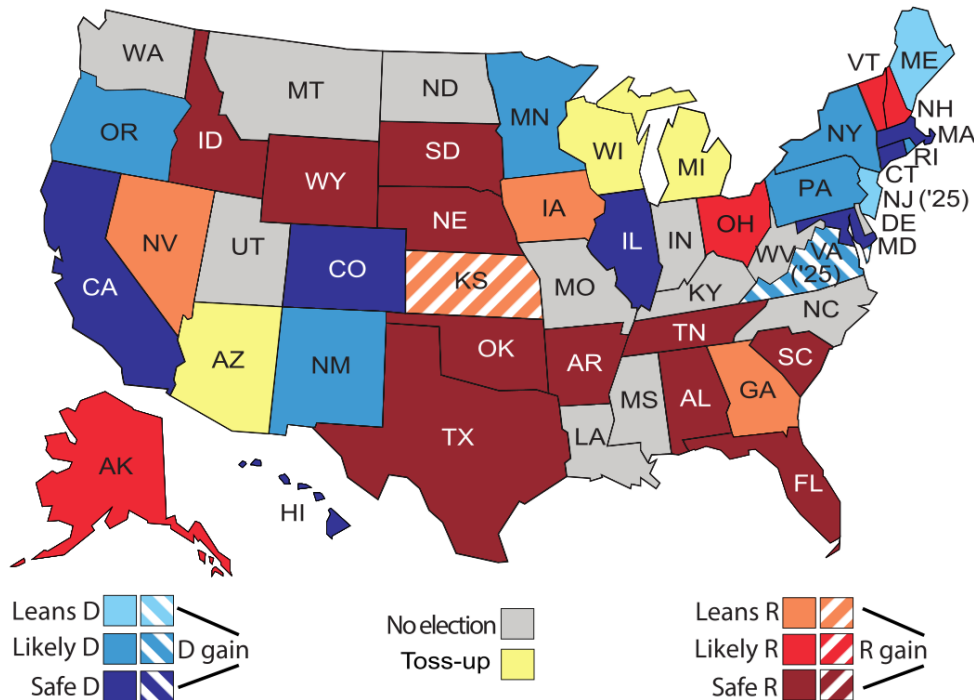 WA
MT
ND
MN
VT
ME
OR
ID
SD
WI
MI
NY
NH
MA
RI
WY
CT
PA
NJ ('25)
NE
IA
OH
DE
NV
UT
CO
IL
IN
WV
VA
('25)
MD
CA
KS
MO
KY
NC
TN
AZ
NM
OK
AR
SC
MS
AL
GA
TX
LA
AK
FL
HI
Leans D
Likely D
D gain
Safe D
No election
Toss-up
Leans R
Likely R
R gain
Safe R